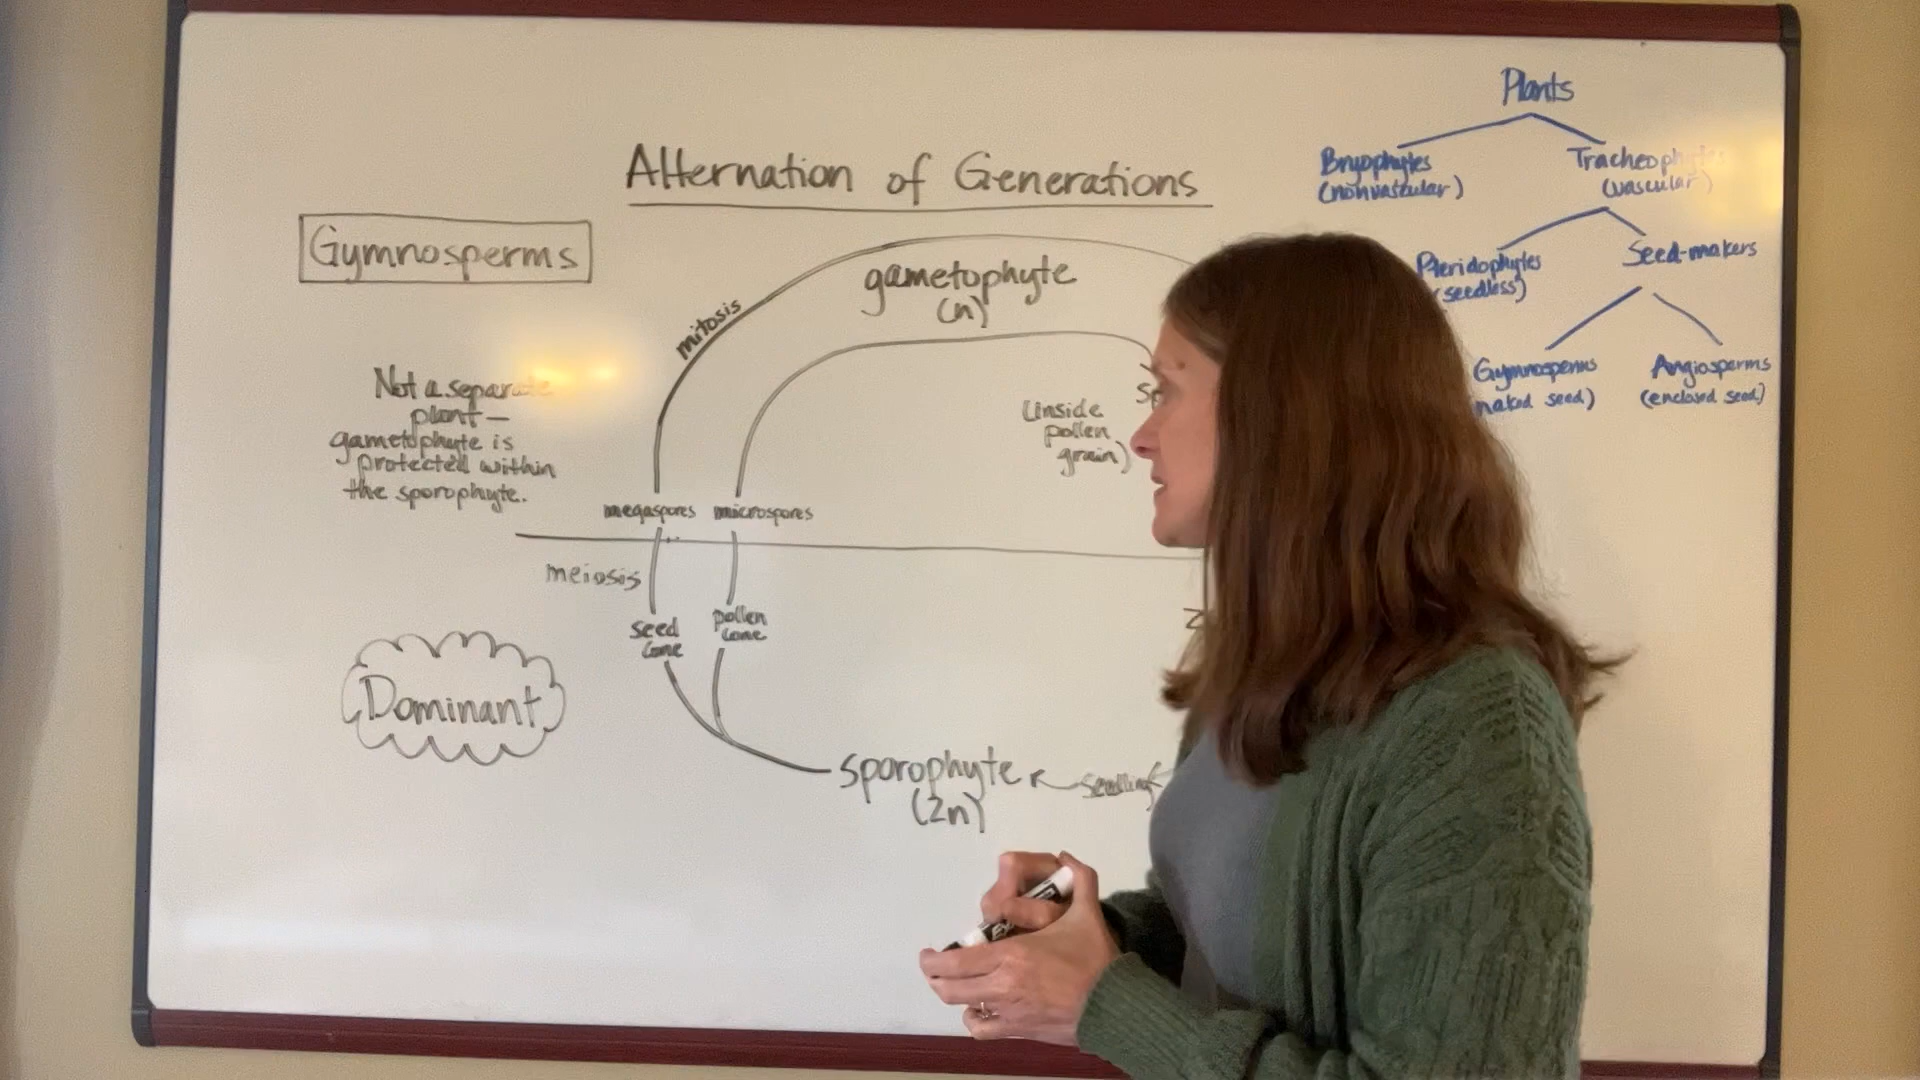 Alternation of Generations
Gymnosperms
gametophyte
(n)
mitosis
Not a separate
plant—
gametophyte is
protected within
the sporophyte.
(inside
pollen
grain)
megaspores microspores
meiosis
seed
cone
pollen
cone
Dominant
sporophyte
(2n)
seedling
Plants
Bryophytes
(nonvascular)
Tracheophytes
(vascular)
Pteridophytes
(seedless)
Seed-makers
Gymnosperms
naked seed)
Angiosperms
(enclosed seed)